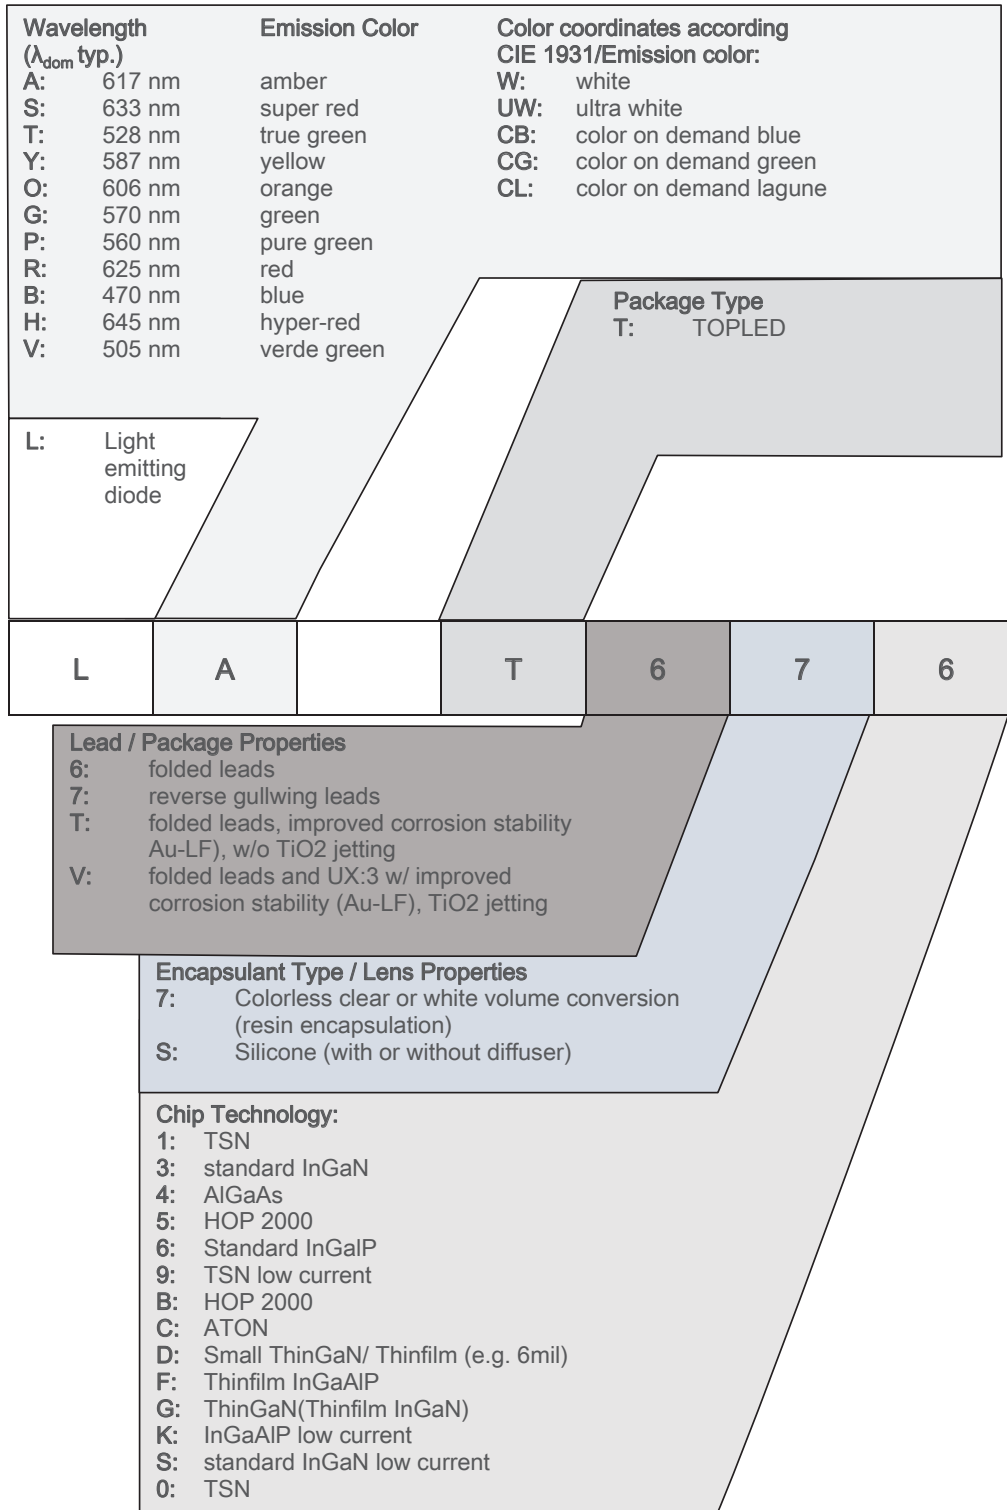 Wavelength Emission Color Color coordinates according
(λdom typ.) CIE 1931/Emission color:
A: 617 nm amber W: white
S: 633 nm super red UW: ultra white
T: 528 nm true green CB: color on demand blue
Y: 587 nm yellow CG: color on demand green
O: 606 nm orange CL: color on demand lagune
G: 570 nm green
P: 560 nm pure green
R: 625 nm red
B: 470 nm blue
H: 645 nm hyper-red
V: 505 nm verde green
Package Type
T: TOPLED
L: Light
emitting
diode
L A T 6 7 6
Lead / Package Properties
6: folded leads
7: reverse gullwing leads
T: folded leads, improved corrosion stability
Au-LF), w/o TiO2 jetting
V: folded leads and UX:3 w/ improved
corrosion stability (Au-LF), TiO2 jetting
Encapsulant Type / Lens Properties
7: Colorless clear or white volume conversion
(resin encapsulation)
S: Silicone (with or without diffuser)
Chip Technology:
1: TSN
3: standard InGaN
4: AlGaAs
5: HOP 2000
6: Standard InGalP
9: TSN low current
B: HOP 2000
C: ATON
D: Small ThinGaN/ Thinfilm (e.g. 6mil)
F: Thinfilm InGaAlP
G: ThinGaN(Thinfilm InGaN)
K: InGaAlP low current
S: standard InGaN low current
0: TSN